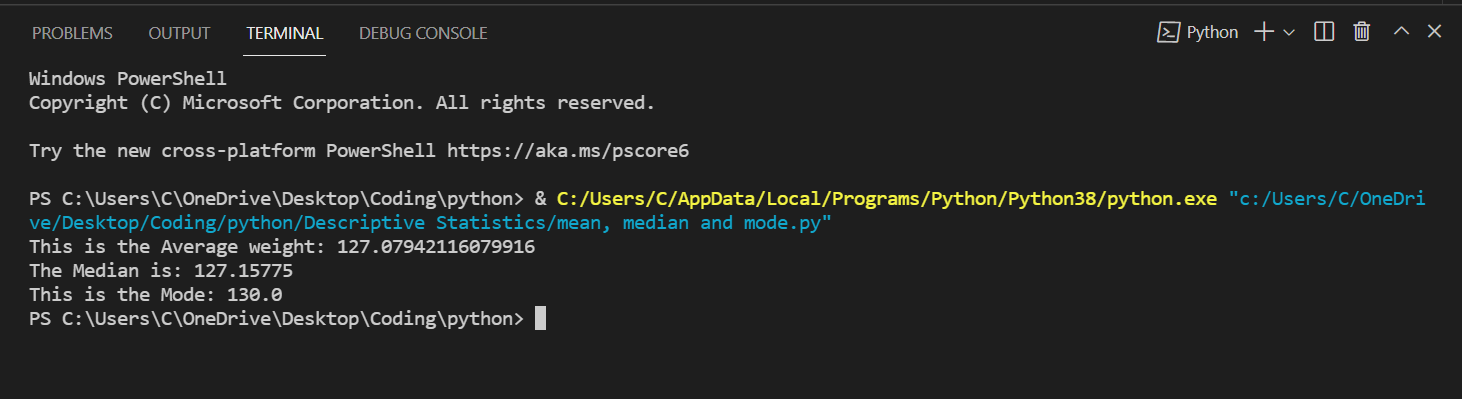 PROBLEMS OUTPUT TERMINAL DEBUG CONSOLE Python
Windows PowerShell
Copyright (C) Microsoft Corporation. All rights reserved.
Try the new cross-platform PowerShell https://aka.ms/pscore6
PS C:\Users\C\OneDrive\Desktop\Coding\python> & C:/Users/C/AppData/Local/Programs/Python/Python38/python.exe "c:/Users/C/OneDri
ve/Desktop/Coding/python/Descriptive Statistics/mean, median and mode.py"
This is the Average weight: 127.07942116079916
The Median is: 127.15775
This is the Mode: 130.0
PS C:\Users\C\OneDrive\Desktop\Coding\python>